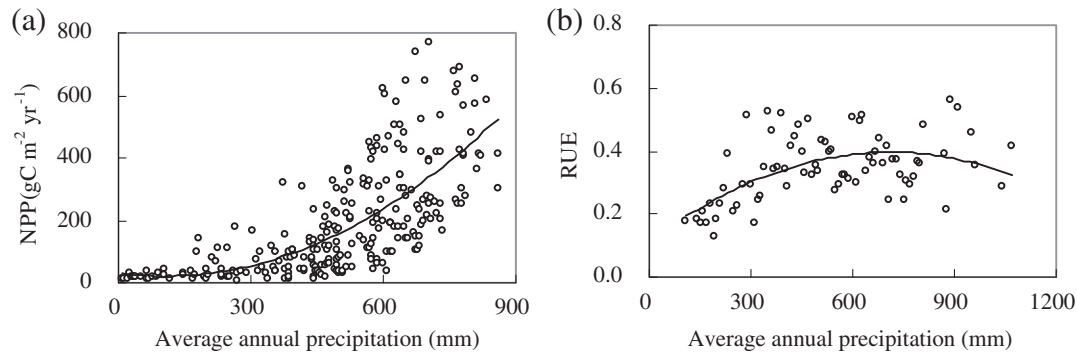 (a)
NPP(gC m⁻² yr⁻¹)
800
600
400
200
0
0 300 600 900
Average annual precipitation (mm)
(b)
RUE
0.8
0.6
0.4
0.2
0.0
0 300 600 900 1200
Average annual precipitation (mm)